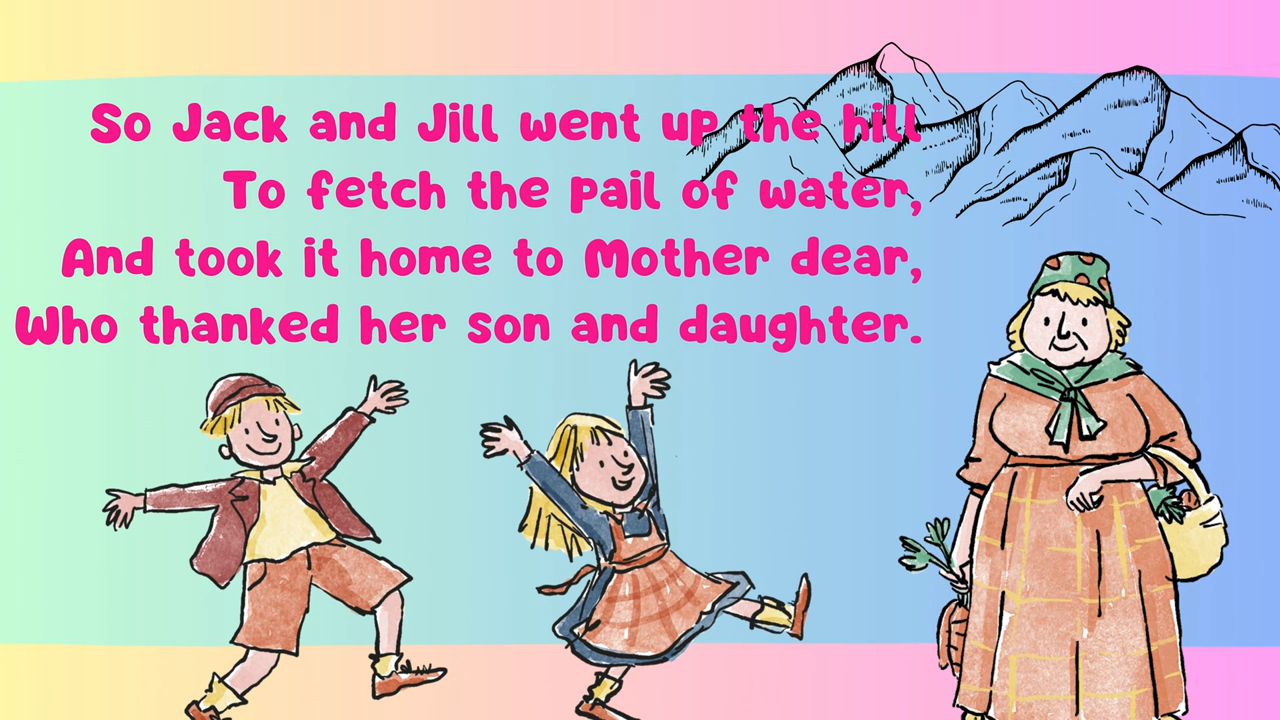 So Jack and Jill went up the hill
To fetch the pail of water,
And took it home to Mother dear,
Who thanked her son and daughter.